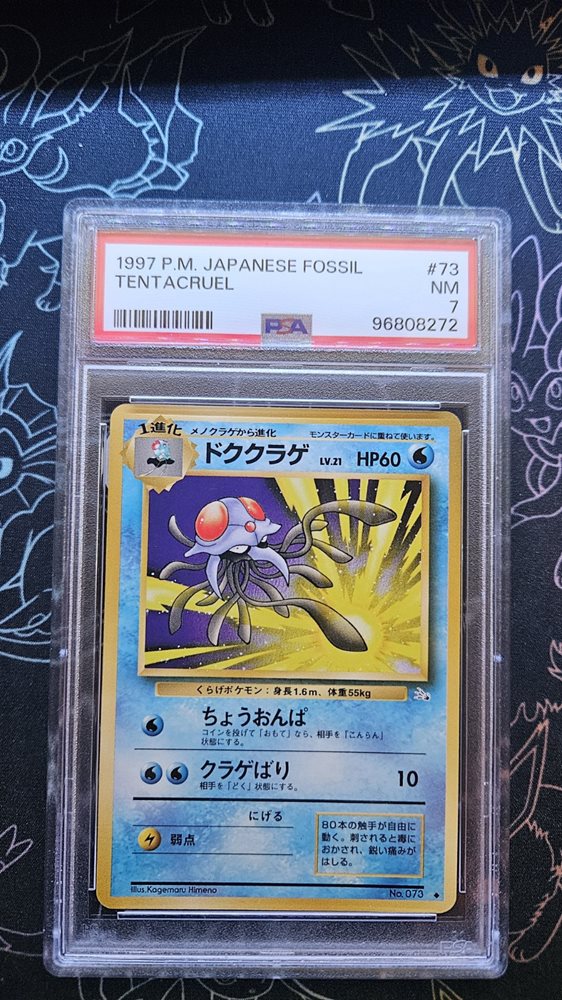 1997 P.M. JAPANESE FOSSIL #73
TENTACRUEL NM
7
PSA 96808272
1進化 メノクラゲから進化 モンスターカードに重ねて使います。
ドククラゲ LV.21 HP60
くらげポケモン：身長1.6m、体重55kg
ちょうおんぱ
コインを投げて「おもて」なら、相手を「こんらん」
状態にする。
クラゲばり 10
相手を「どく」状態にする。
にげる
弱点
80本の触手が自由に
動く。刺されると毒に
おかされ、鋭い痛みが
はしる。
Illus.Kagemaru Himeno No.073